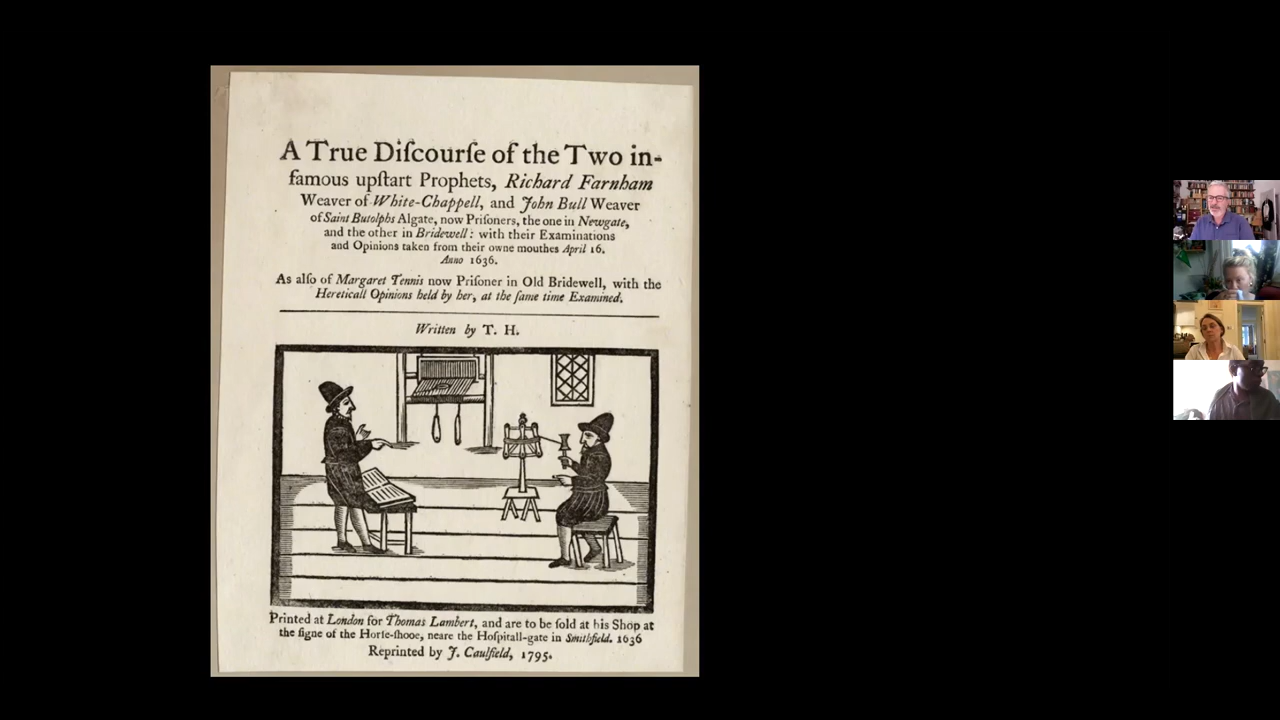 A True Diſcourſe of the Two in-
famous upſtart Prophets, Richard Farnham
Weaver of White-Chappell, and John Bull Weaver
of Saint Butolphs Algate, now Priſoners, the one in Newgate,
and the other in Bridewell: with their Examinations
and Opinions taken from their owne mouthes April 16.
Anno 1636.
As alſo of Margaret Tennis now Priſoner in Old Bridewell, with the
Hereticall Opinions held by her, at the ſame time Examined.
Written by T. H.
Printed at London for Thomas Lambert, and are to be ſold at his Shop at
the ſigne of the Horſe-ſhooe, neare the Hoſpitall-gate in Smithfield. 1636
Reprinted by J. Caulfield, 1795.